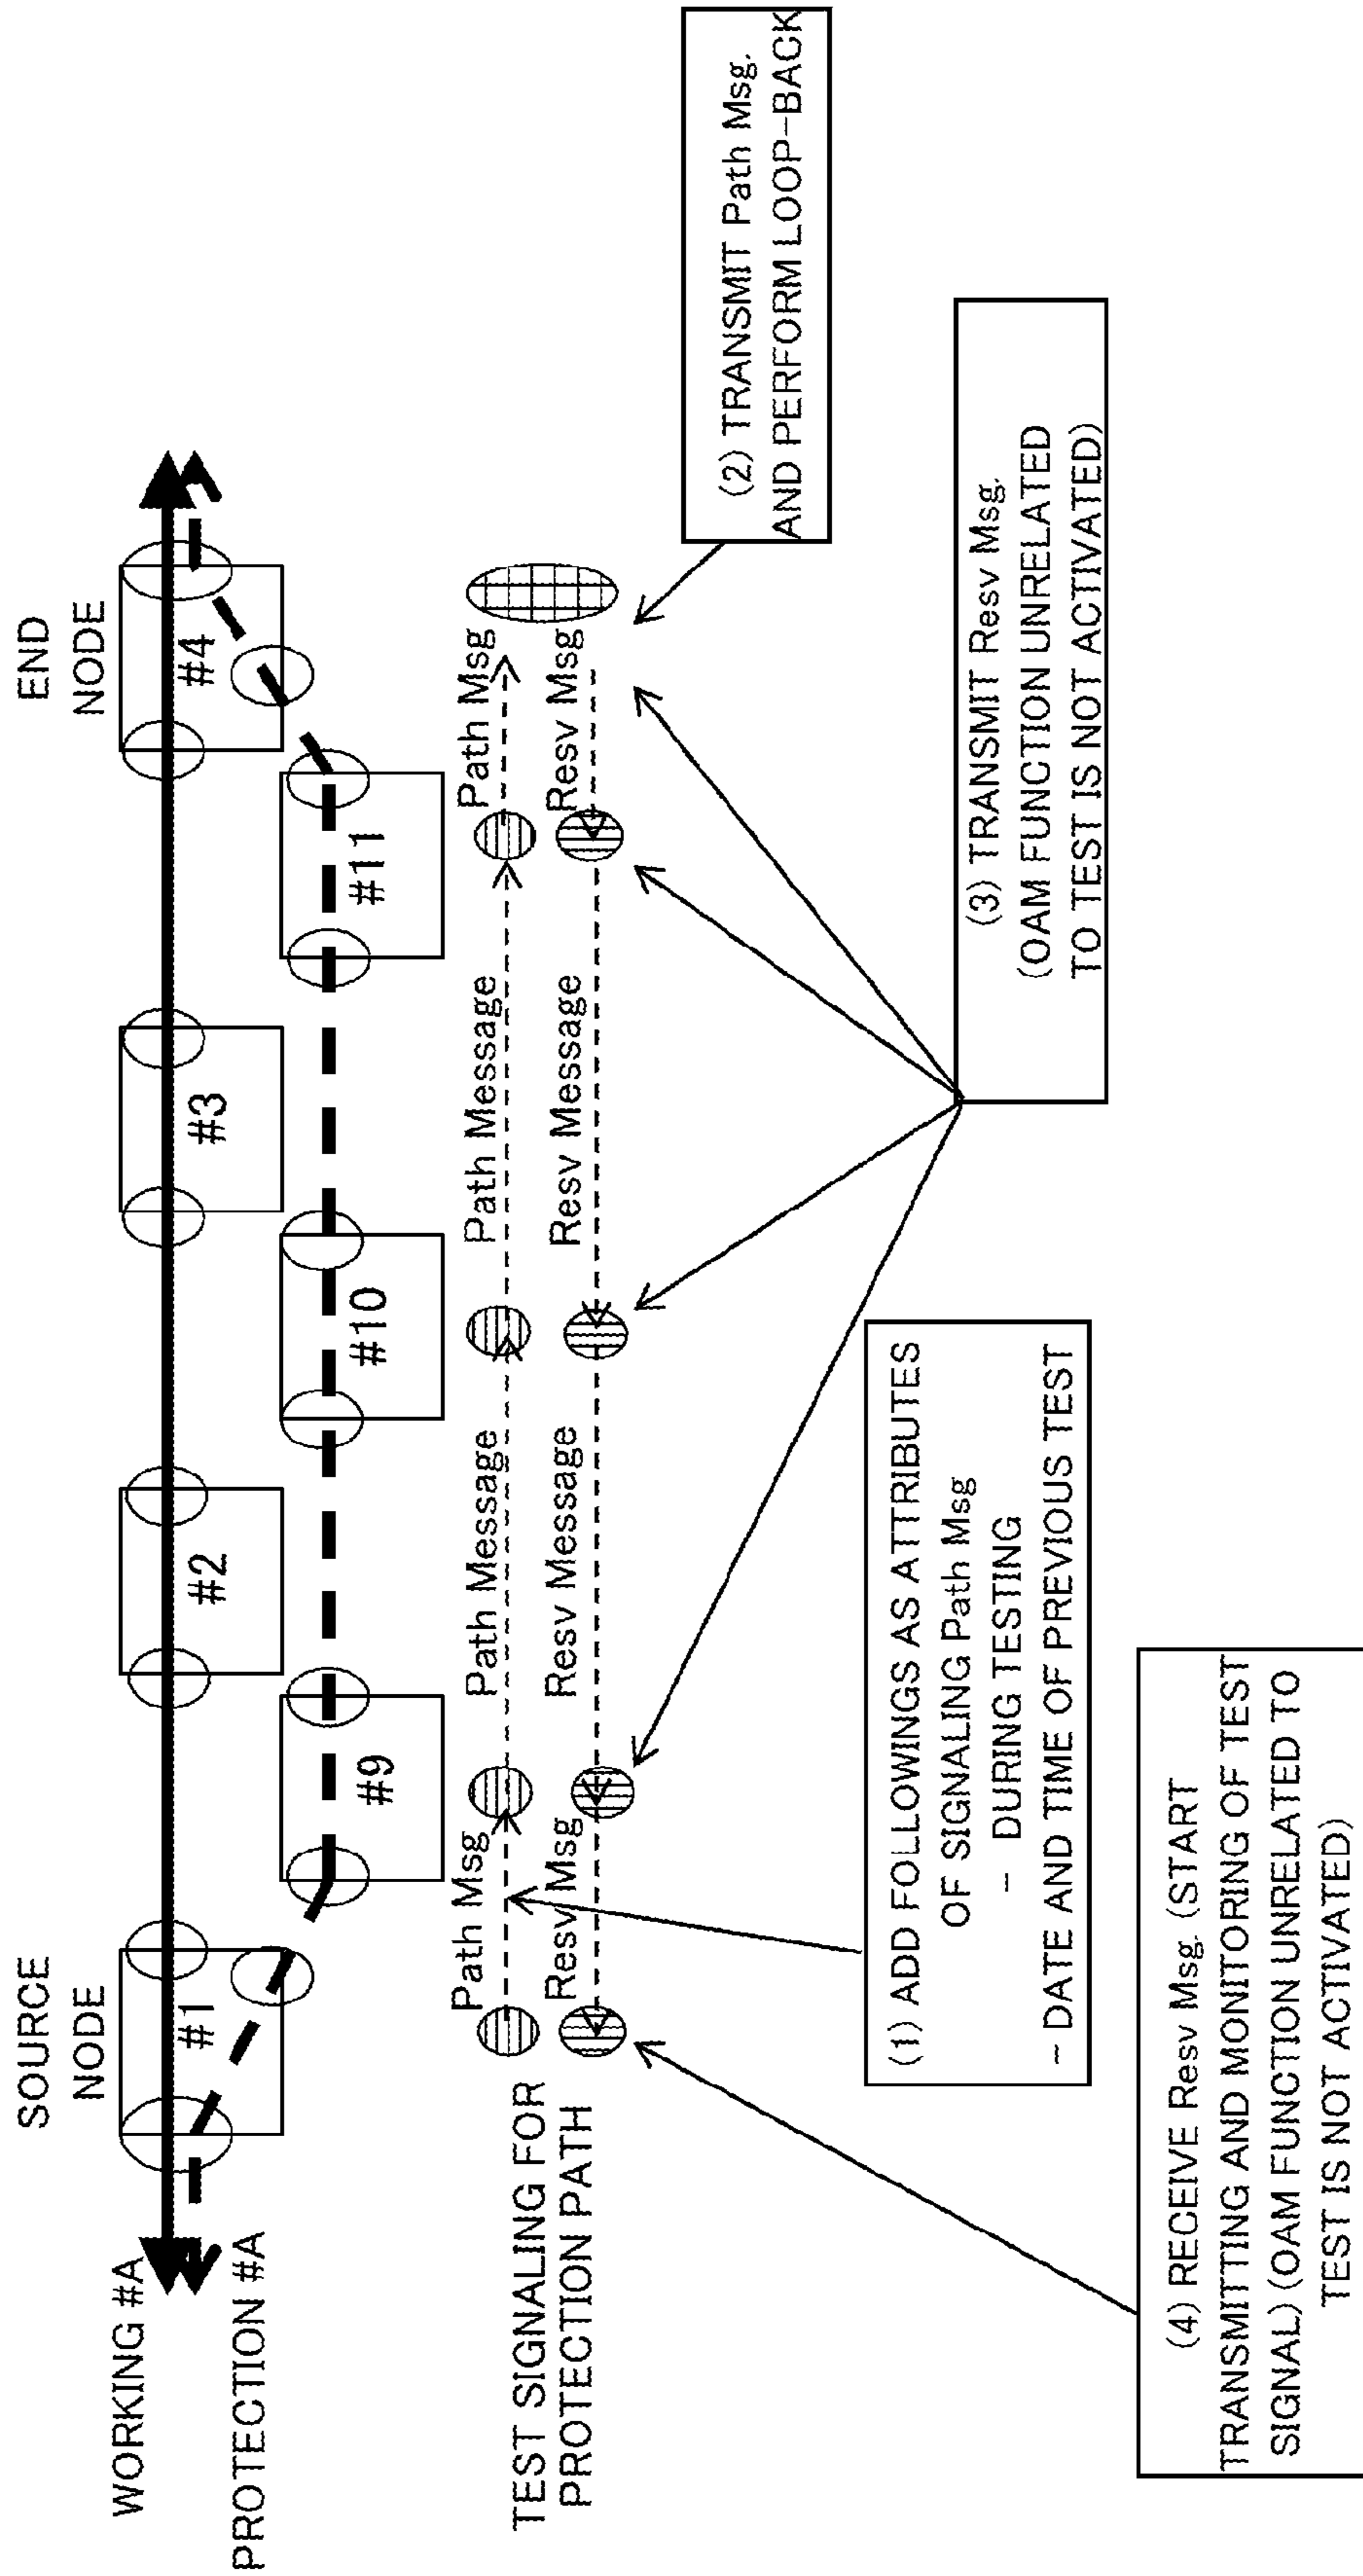 SOURCE
NODE
END
NODE
WORKING #A
PROTECTION #A
#1
#2
#3
#4
#9
#10
#11
TEST SIGNALING FOR
PROTECTION PATH
Path Msg
Path Message
Path Message
Path Msg
Resv Msg
Resv Message
Resv Message
Resv Msg
(1) ADD FOLLOWINGS AS ATTRIBUTES
OF SIGNALING Path Msg
- DURING TESTING
- DATE AND TIME OF PREVIOUS TEST
(2) TRANSMIT Path Msg.
AND PERFORM LOOP-BACK
(3) TRANSMIT Resv Msg.
(OAM FUNCTION UNRELATED
TO TEST IS NOT ACTIVATED)
(4) RECEIVE Resv Msg. (START
TRANSMITTING AND MONITORING OF TEST
SIGNAL) (OAM FUNCTION UNRELATED TO
TEST IS NOT ACTIVATED)